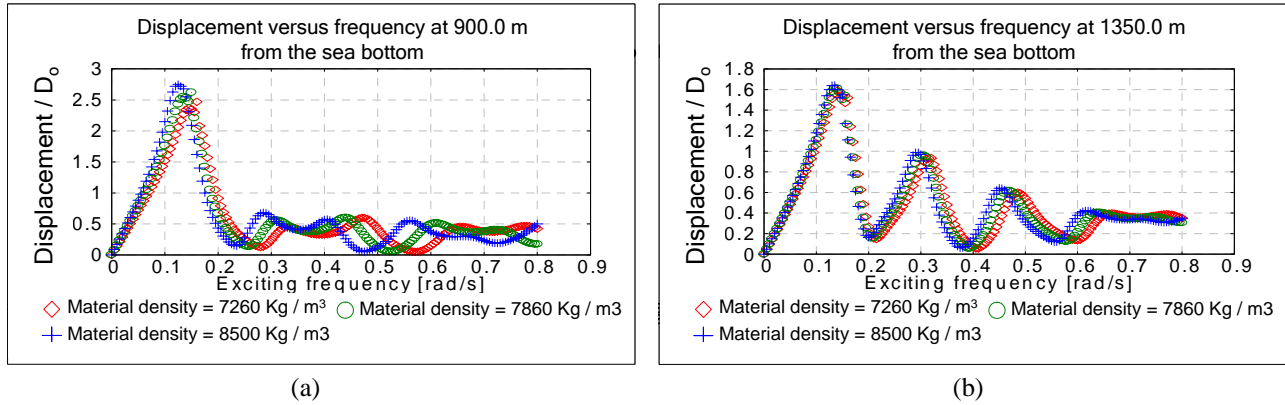 Displacement versus frequency at 900.0 m
from the sea bottom
Displacement / Dₒ
3
2.5
2
1.5
1
0.5
0
0 0.1 0.2 0.3 0.4 0.5 0.6 0.7 0.8 0.9
Exciting frequency [rad/s]
Material density = 7260 Kg / m³ Material density = 7860 Kg / m3
Material density = 8500 Kg / m3
(a)
Displacement versus frequency at 1350.0 m
from the sea bottom
Displacement / Dₒ
1.8
1.6
1.4
1.2
1
0.8
0.6
0.4
0.2
0
0 0.1 0.2 0.3 0.4 0.5 0.6 0.7 0.8 0.9
Exciting frequency [rad/s]
Material density = 7260 Kg / m³ Material density = 7860 Kg / m3
Material density = 8500 Kg / m3
(b)